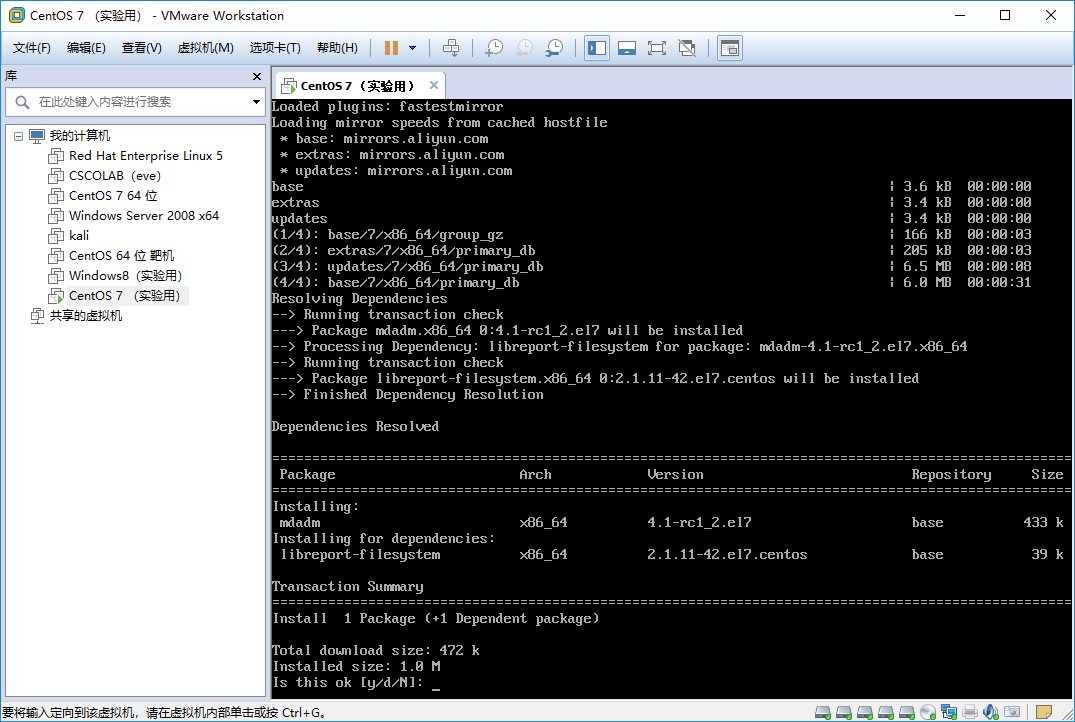 CentOS 7 （实验用） - VMware Workstation
文件(F) 编辑(E) 查看(V) 虚拟机(M) 选项卡(T) 帮助(H)
库
在此处键入内容进行搜索
我的计算机
Red Hat Enterprise Linux 5
CSCOLAB（eve）
CentOS 7 64 位
Windows Server 2008 x64
kali
CentOS 64 位 靶机
Windows8（实验用）
CentOS 7 （实验用）
共享的虚拟机
CentOS 7 （实验用）
Loaded plugins: fastestmirror
Loading mirror speeds from cached hostfile
* base: mirrors.aliyun.com
* extras: mirrors.aliyun.com
* updates: mirrors.aliyun.com
base | 3.6 kB 00:00:00
extras | 3.4 kB 00:00:00
updates | 3.4 kB 00:00:00
(1/4): base/7/x86_64/group_gz | 166 kB 00:00:03
(2/4): extras/7/x86_64/primary_db | 205 kB 00:00:03
(3/4): updates/7/x86_64/primary_db | 6.5 MB 00:00:08
(4/4): base/7/x86_64/primary_db | 6.0 MB 00:00:31
Resolving Dependencies
--> Running transaction check
---> Package mdadm.x86_64 0:4.1-rc1_2.el7 will be installed
--> Processing Dependency: libreport-filesystem for package: mdadm-4.1-rc1_2.el7.x86_64
--> Running transaction check
---> Package libreport-filesystem.x86_64 0:2.1.11-42.el7.centos will be installed
--> Finished Dependency Resolution
Dependencies Resolved
====================================================================================================
Package Arch Version Repository Size
====================================================================================================
Installing:
mdadm x86_64 4.1-rc1_2.el7 base 433 k
Installing for dependencies:
libreport-filesystem x86_64 2.1.11-42.el7.centos base 39 k
Transaction Summary
====================================================================================================
Install 1 Package (+1 Dependent package)
Total download size: 472 k
Installed size: 1.0 M
Is this ok [y/d/N]: _
要将输入定向到该虚拟机，请在虚拟机内部单击或按 Ctrl+G。